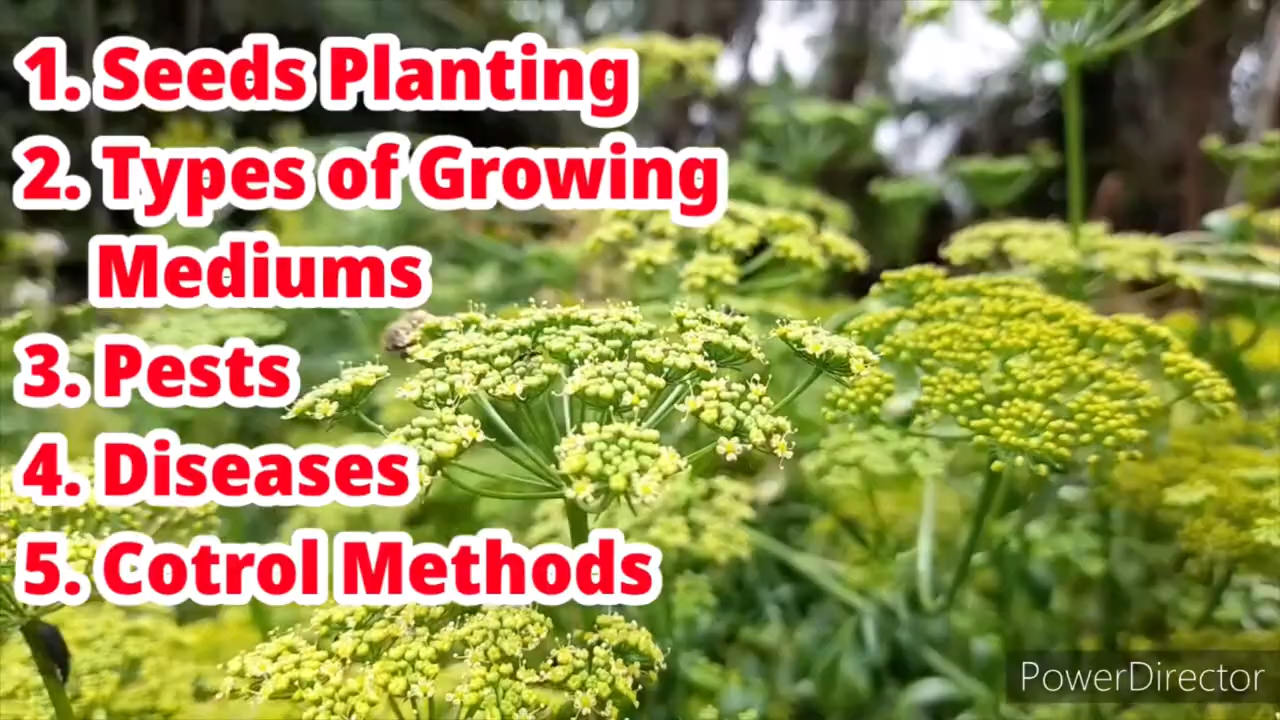 1. Seeds Planting
2. Types of Growing
Mediums
3. Pests
4. Diseases
5. Cotrol Methods
PowerDirector